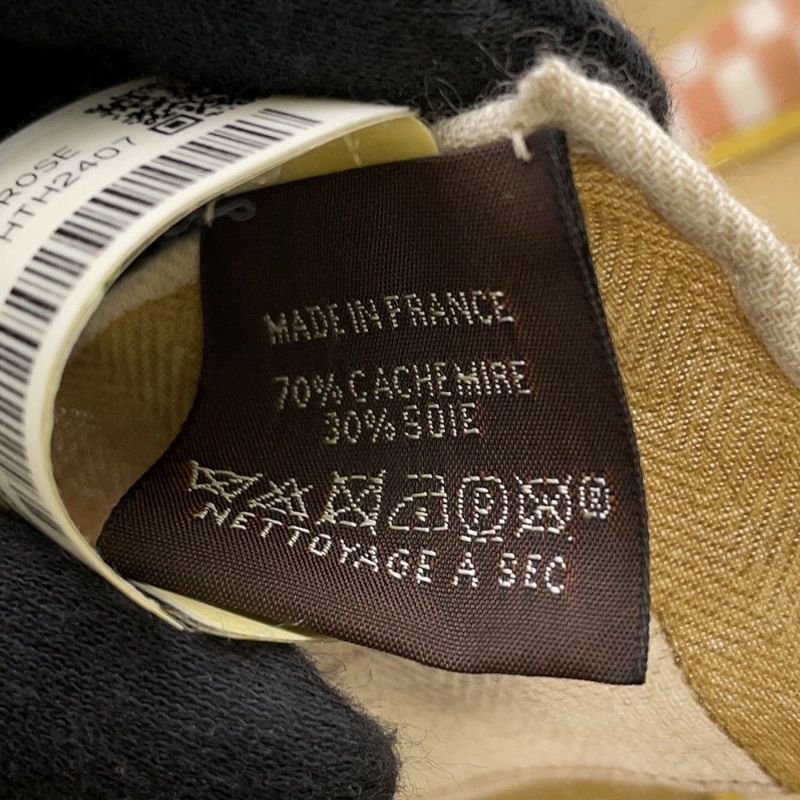 ROSE
HTH2407
MADE IN FRANCE
70% CACHEMIRE
30% SOIE
P ®
NETTOYAGE A SEC